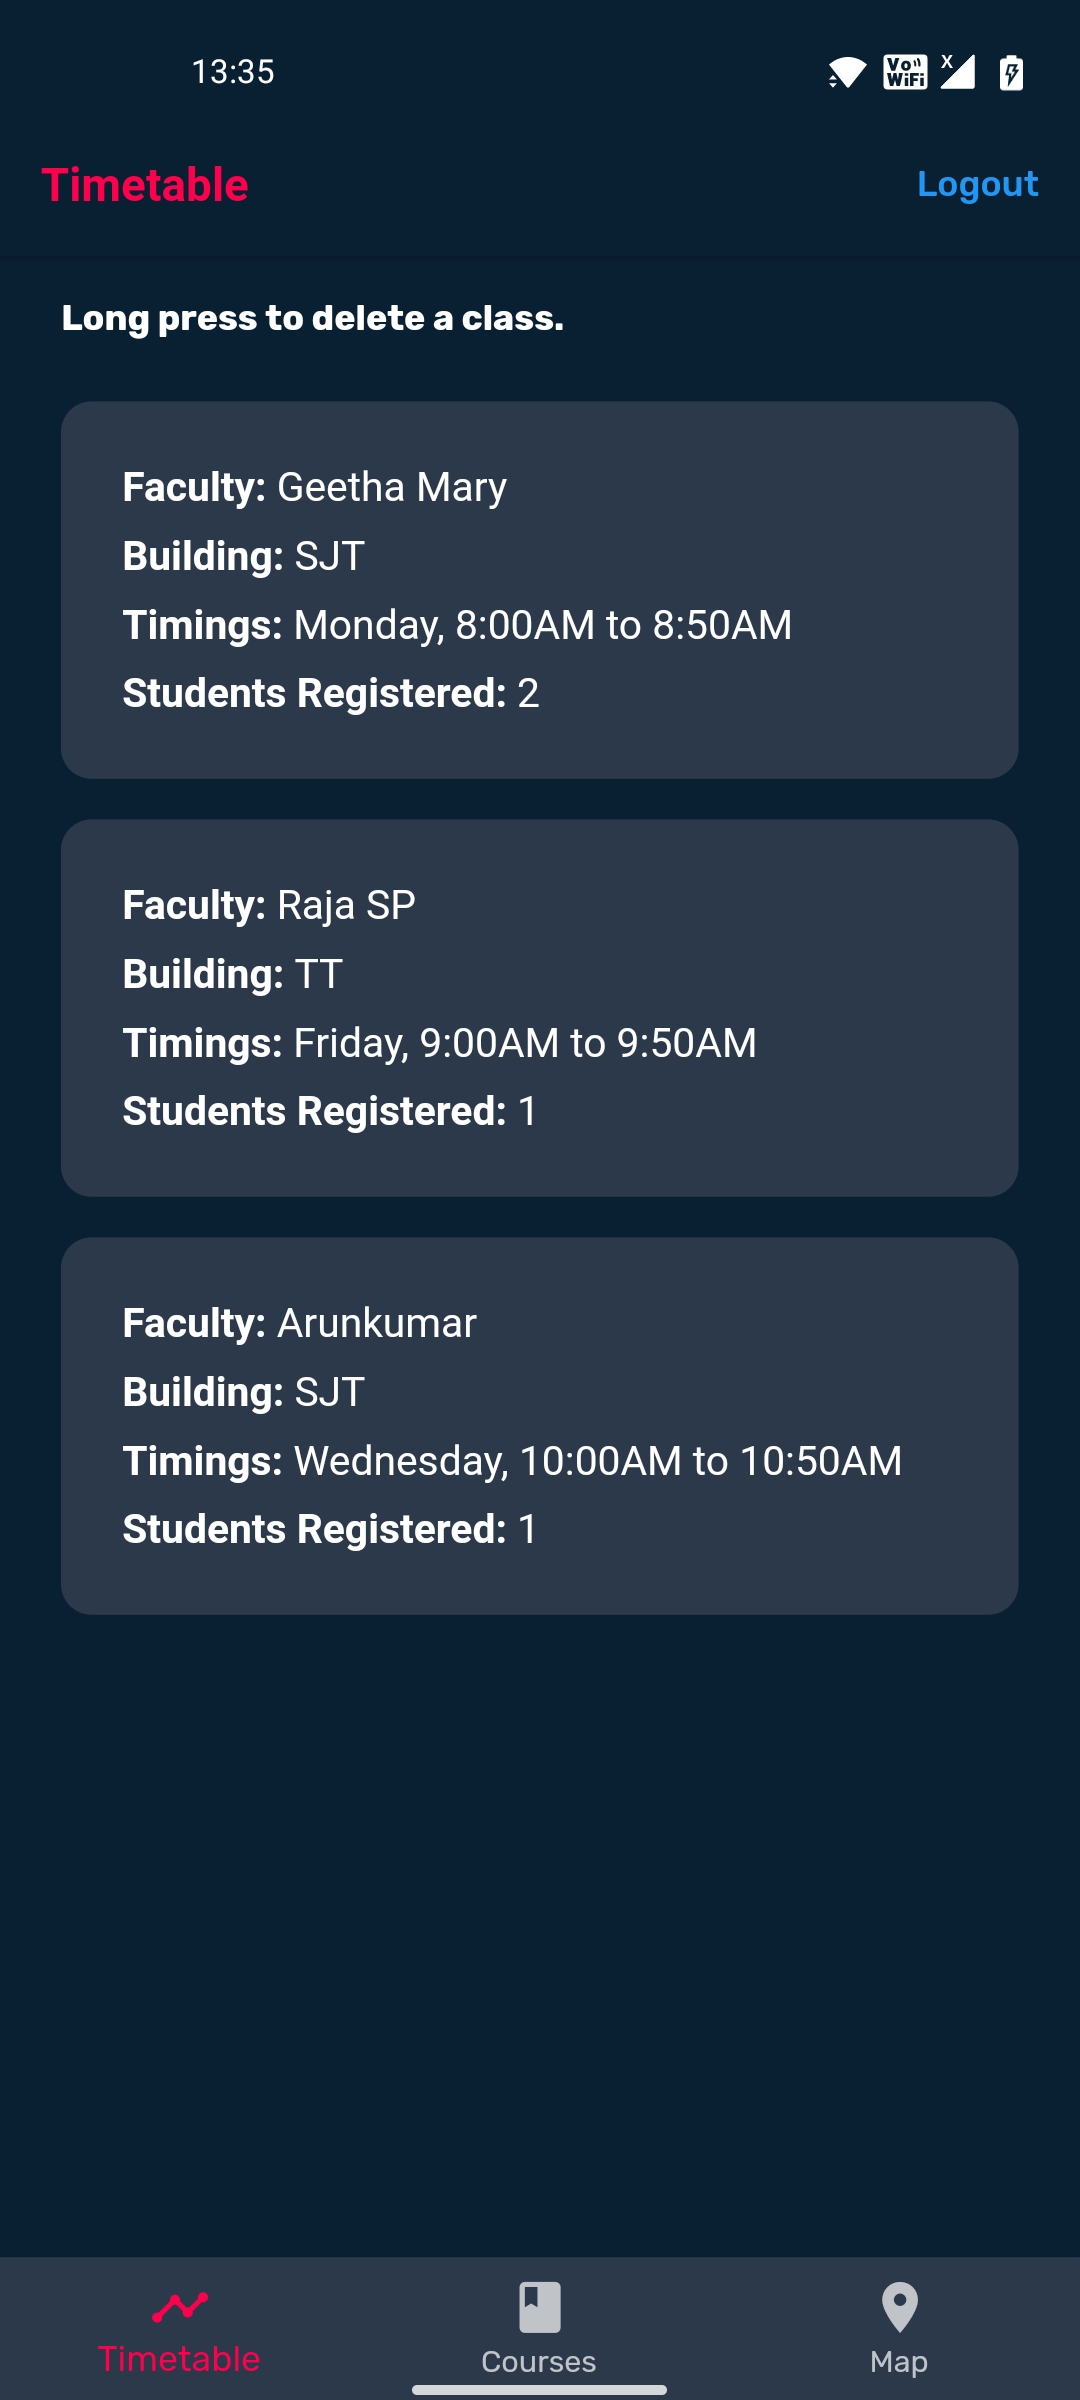 13:35
Vo WiFi
X
Timetable
Logout
Long press to delete a class.
Faculty: Geetha Mary
Building: SJT
Timings: Monday, 8:00AM to 8:50AM
Students Registered: 2
Faculty: Raja SP
Building: TT
Timings: Friday, 9:00AM to 9:50AM
Students Registered: 1
Faculty: Arunkumar
Building: SJT
Timings: Wednesday, 10:00AM to 10:50AM
Students Registered: 1
Timetable
Courses
Map